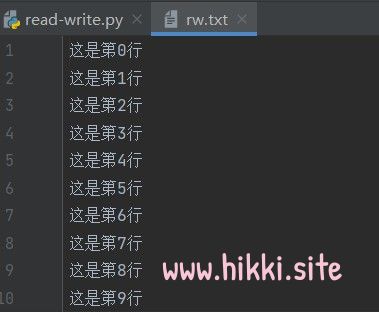 read-write.py
rw.txt
1 这是第0行
2 这是第1行
3 这是第2行
4 这是第3行
5 这是第4行
6 这是第5行
7 这是第6行
8 这是第7行
9 这是第8行
10 这是第9行
www.hikki.site